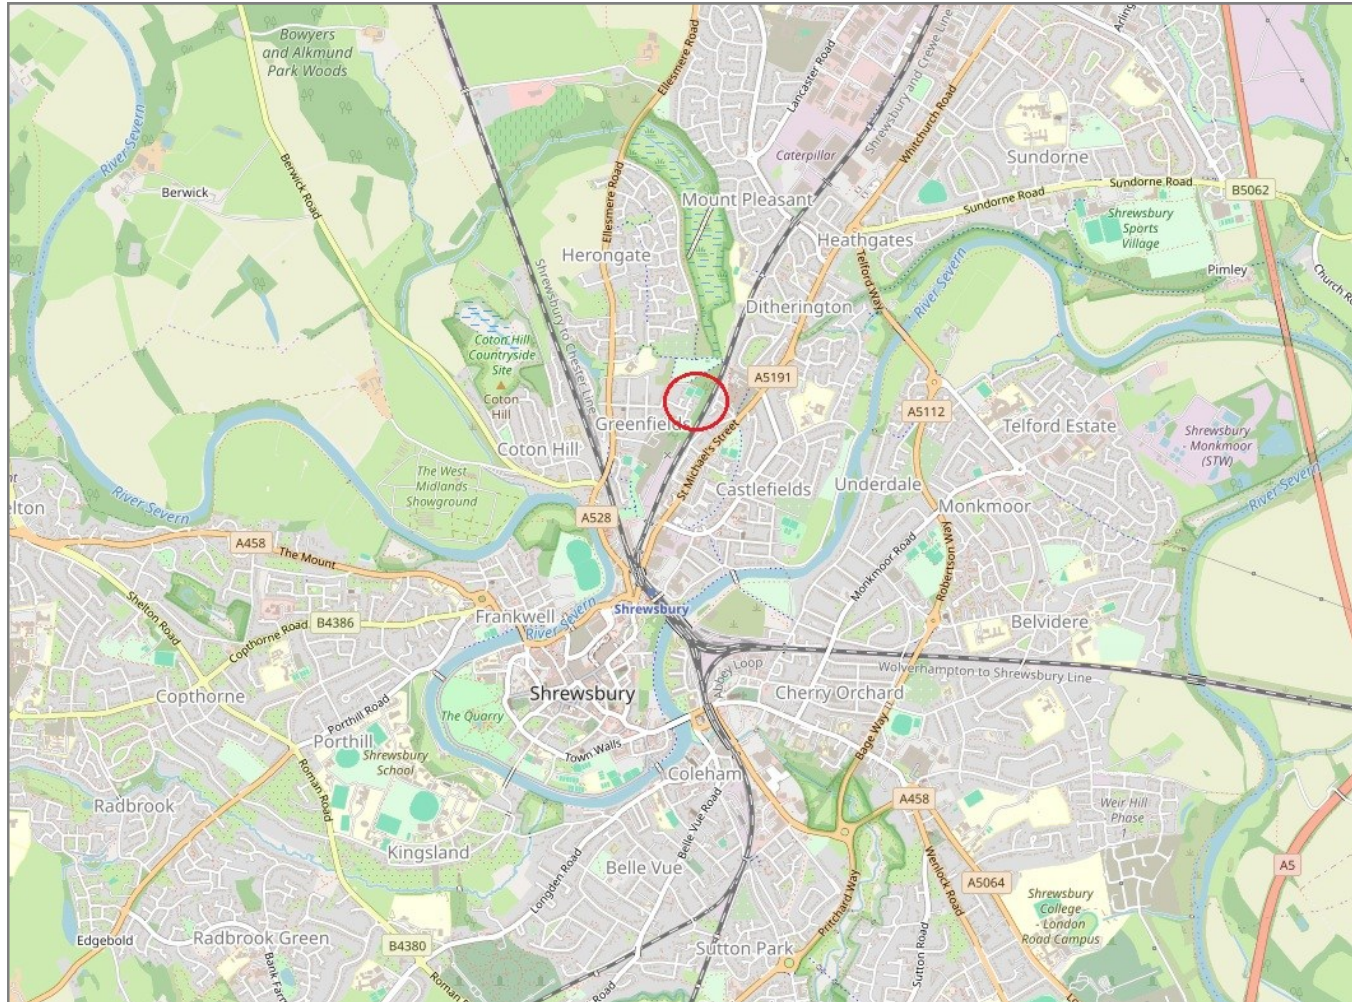 Bowyers
and Alkmund
Park Woods
Ellesmere Road
Lancaster Road
Shrewsbury and Crewe Line
Whitchurch Road
River Severn
Berwick
Berwick Road
Caterpillar
Sundorne
Sundorne Road
Sundorne Road
B5062
Mount Pleasant
Ellesmere Road
Shrewsbury
Sports
Village
Heathgates
Telford Way
River Severn
Pimley
Herongate
Shrewsbury to Chester Line
Ditherington
Coton Hill
Countryside
Site
Coton
Hill
A5191
A5112
Greenfields
Telford Estate
Coton Hill
St Michael's Street
Shrewsbury
Monkmoor
(STW)
The West
Midlands
Showground
River Severn
Castlefields
Underdale
Monkmoor
River Severn
A528
A458
The Mount
Monkmoor Road
Robertson Way
Shelton Road
Copthorne Road
B4386
Frankwell
River Severn
Shrewsbury
Belvidere
Abbey Loop
Wolverhampton to Shrewsbury Line
Copthorne
Shrewsbury
Cherry Orchard
The Quarry
Porthill Road
Porthill
Shrewsbury
School
Town Walls
Bage Way
Roman Road
Coleham
Radbrook
A458
Weir Hill
Phase
1
Belle Vue Road
Kingsland
Longden Road
Belle Vue
Pritchard Way
Wenlock Road
A5064
A5
Shrewsbury
College
- London
Road Campus
Edgebold
Radbrook Green
B4380
Sutton Park
Sutton Road